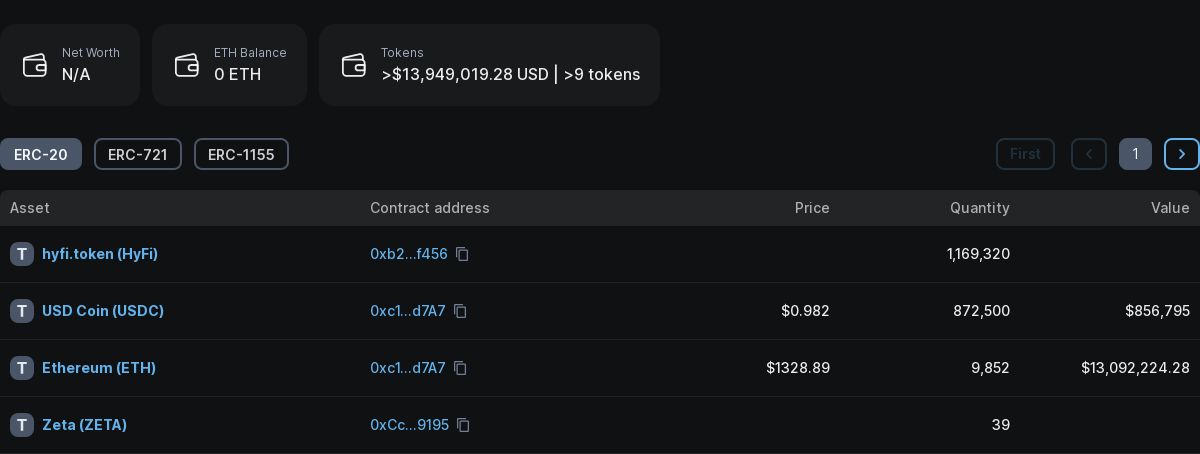 Net Worth
N/A
ETH Balance
0 ETH
Tokens
>$13,949,019.28 USD | >9 tokens
ERC-20 ERC-721 ERC-1155 First 1
Asset Contract address Price Quantity Value
T hyfi.token (HyFi) 0xb2...f456 1,169,320
T USD Coin (USDC) 0xc1...d7A7 $0.982 872,500 $856,795
T Ethereum (ETH) 0xc1...d7A7 $1328.89 9,852 $13,092,224.28
T Zeta (ZETA) 0xCc...9195 39